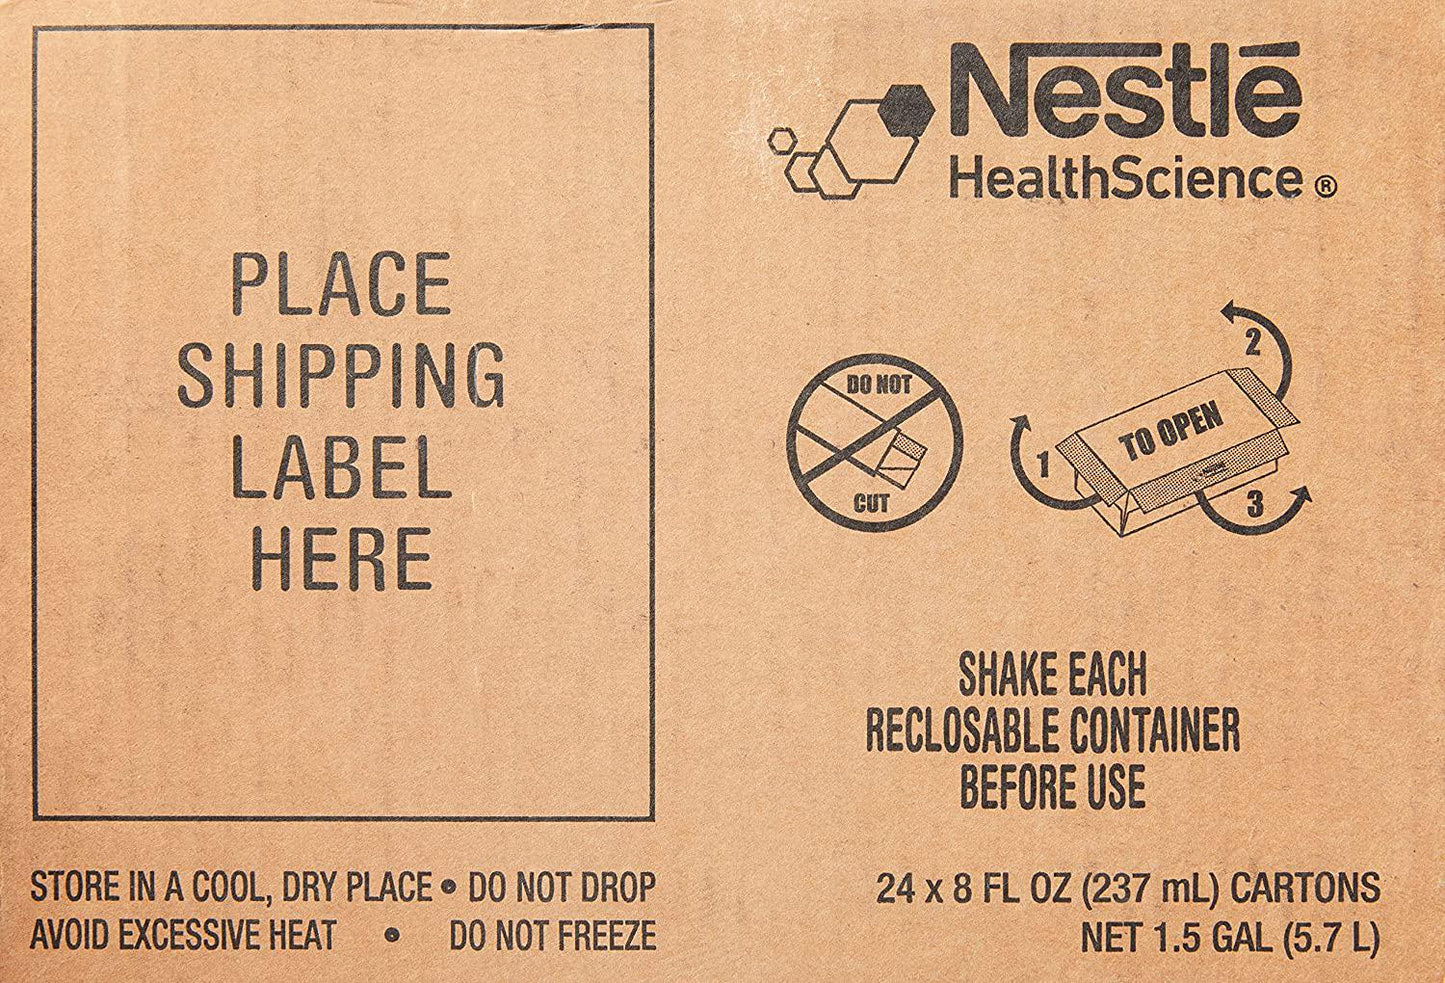 PLACE
SHIPPING
LABEL
HERE
STORE IN A COOL, DRY PLACE • DO NOT DROP
AVOID EXCESSIVE HEAT • DO NOT FREEZE
Nestlē
HealthScience ®
DO NOT
CUT
1
2
TO OPEN
3
SHAKE EACH
RECLOSABLE CONTAINER
BEFORE USE
24 x 8 FL OZ (237 mL) CARTONS
NET 1.5 GAL (5.7 L)